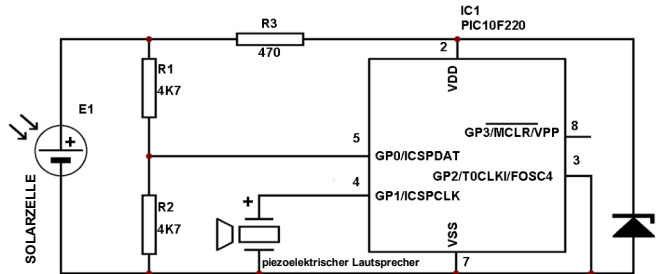 IC1
PIC10F220
R3
470
2
VDD
R1
4K7
E1
+
8
GP3/MCLR/VPP
5
GP0/ICSPDAT
3
GP2/T0CLKI/FOSC4
4
GP1/ICSPCLK
SOLARZELLE
R2
4K7
+
VSS
7
piezoelektrischer Lautsprecher